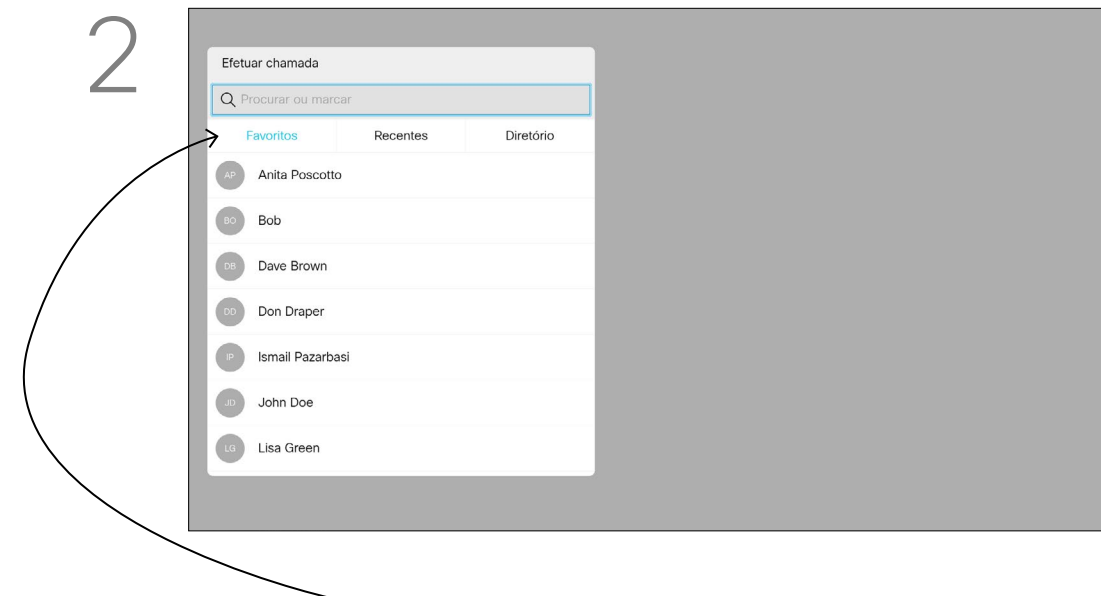 2
Efetuar chamada
Procurar ou marcar
Favoritos Recentes Diretório
AP Anita Poscotto
BO Bob
DB Dave Brown
DD Don Draper
IP Ismail Pazarbasi
JD John Doe
LG Lisa Green